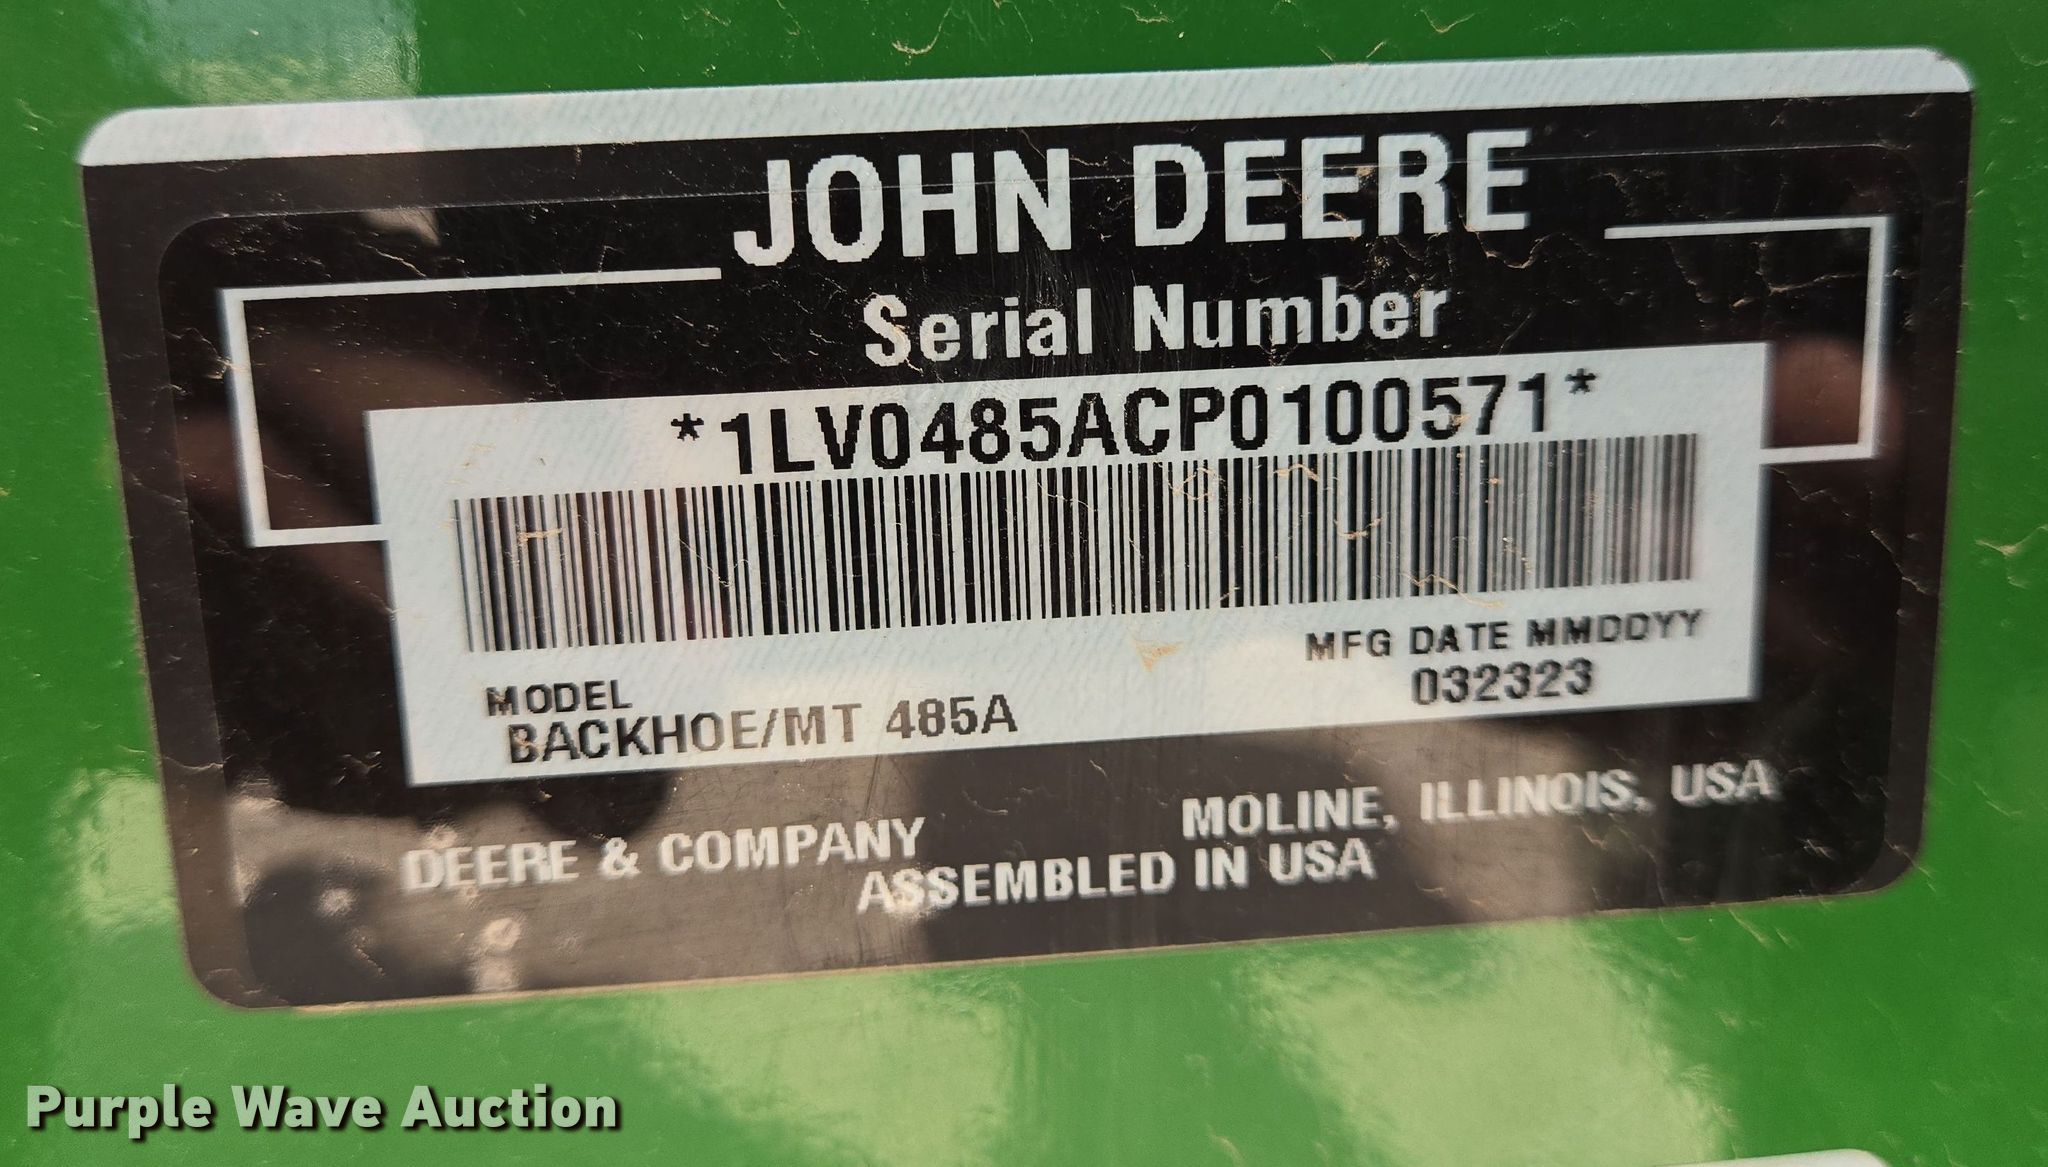 JOHN DEERE
Serial Number
*1LV0485ACP0100571*
MFG DATE MMDDYY
032323
MODEL
BACKHOE/MT 485A
DEERE & COMPANY MOLINE, ILLINOIS, USA
ASSEMBLED IN USA
Purple Wave Auction